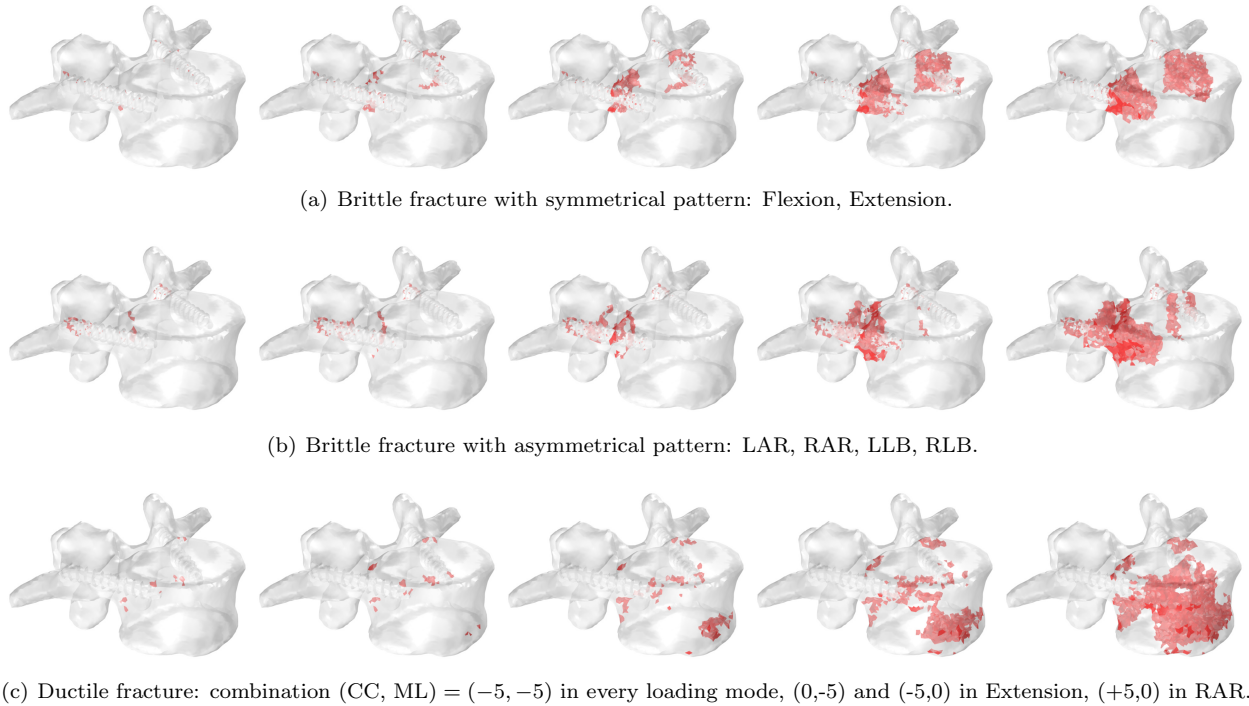 (a) Brittle fracture with symmetrical pattern: Flexion, Extension.
(b) Brittle fracture with asymmetrical pattern: LAR, RAR, LLB, RLB.
(c) Ductile fracture: combination (CC, ML) = (−5, −5) in every loading mode, (0,-5) and (-5,0) in Extension, (+5,0) in RAR.